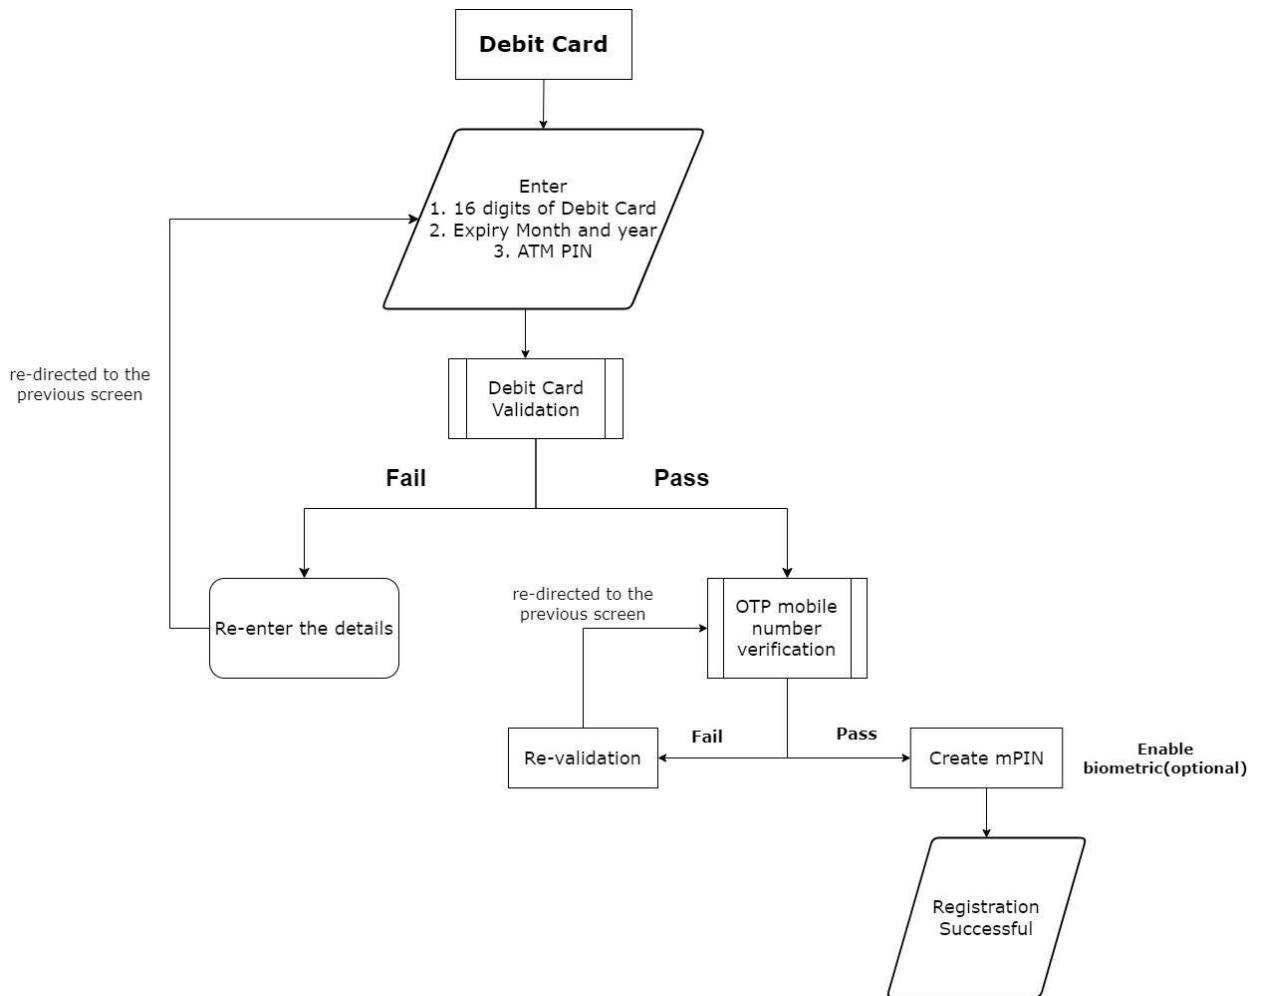 Debit Card
Enter
1. 16 digits of Debit Card
2. Expiry Month and year
3. ATM PIN
re-directed to the
previous screen
Debit Card
Validation
Fail
Pass
Re-enter the details
re-directed to the
previous screen
OTP mobile
number
verification
Re-validation
Fail
Pass
Create mPIN
Enable
biometric(optional)
Registration
Successful